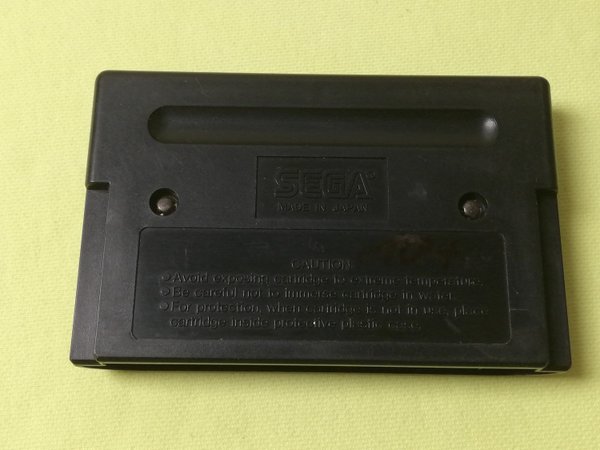 SEGA
MADE IN JAPAN
CAUTION
●Avoid exposing cartridge to extreme temperature.
●Be careful not to immerse cartridge in water.
●For protection, when cartridge is not in use, place
cartridge inside protective plastic case.